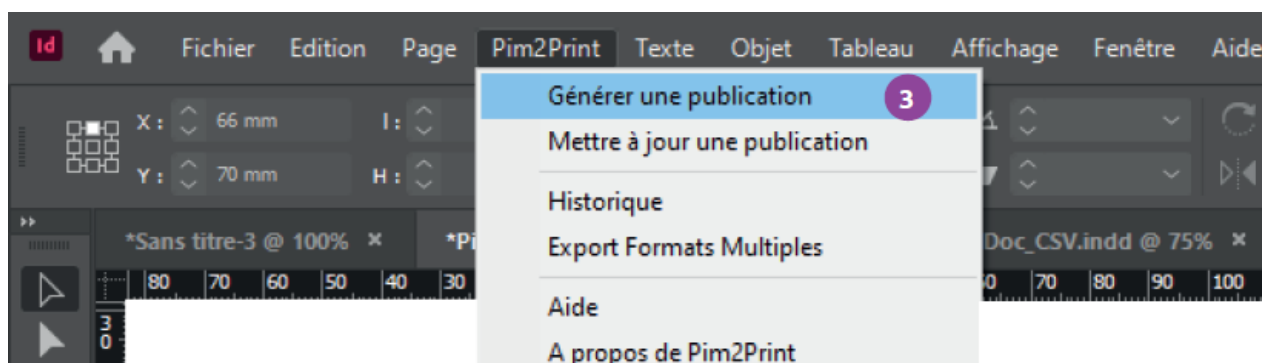 Id Fichier Edition Page Pim2Print Texte Objet Tableau Affichage Fenêtre Aide
Générer une publication 3
X : 66 mm I :
Mettre à jour une publication
Y : 70 mm H :
Historique
*Sans titre-3 @ 100% × *Pi Doc_CSV.indd @ 75% ×
Export Formats Multiples
80 70 60 50 40 30 70 80 90 100
Aide
3
0
A propos de Pim2Print